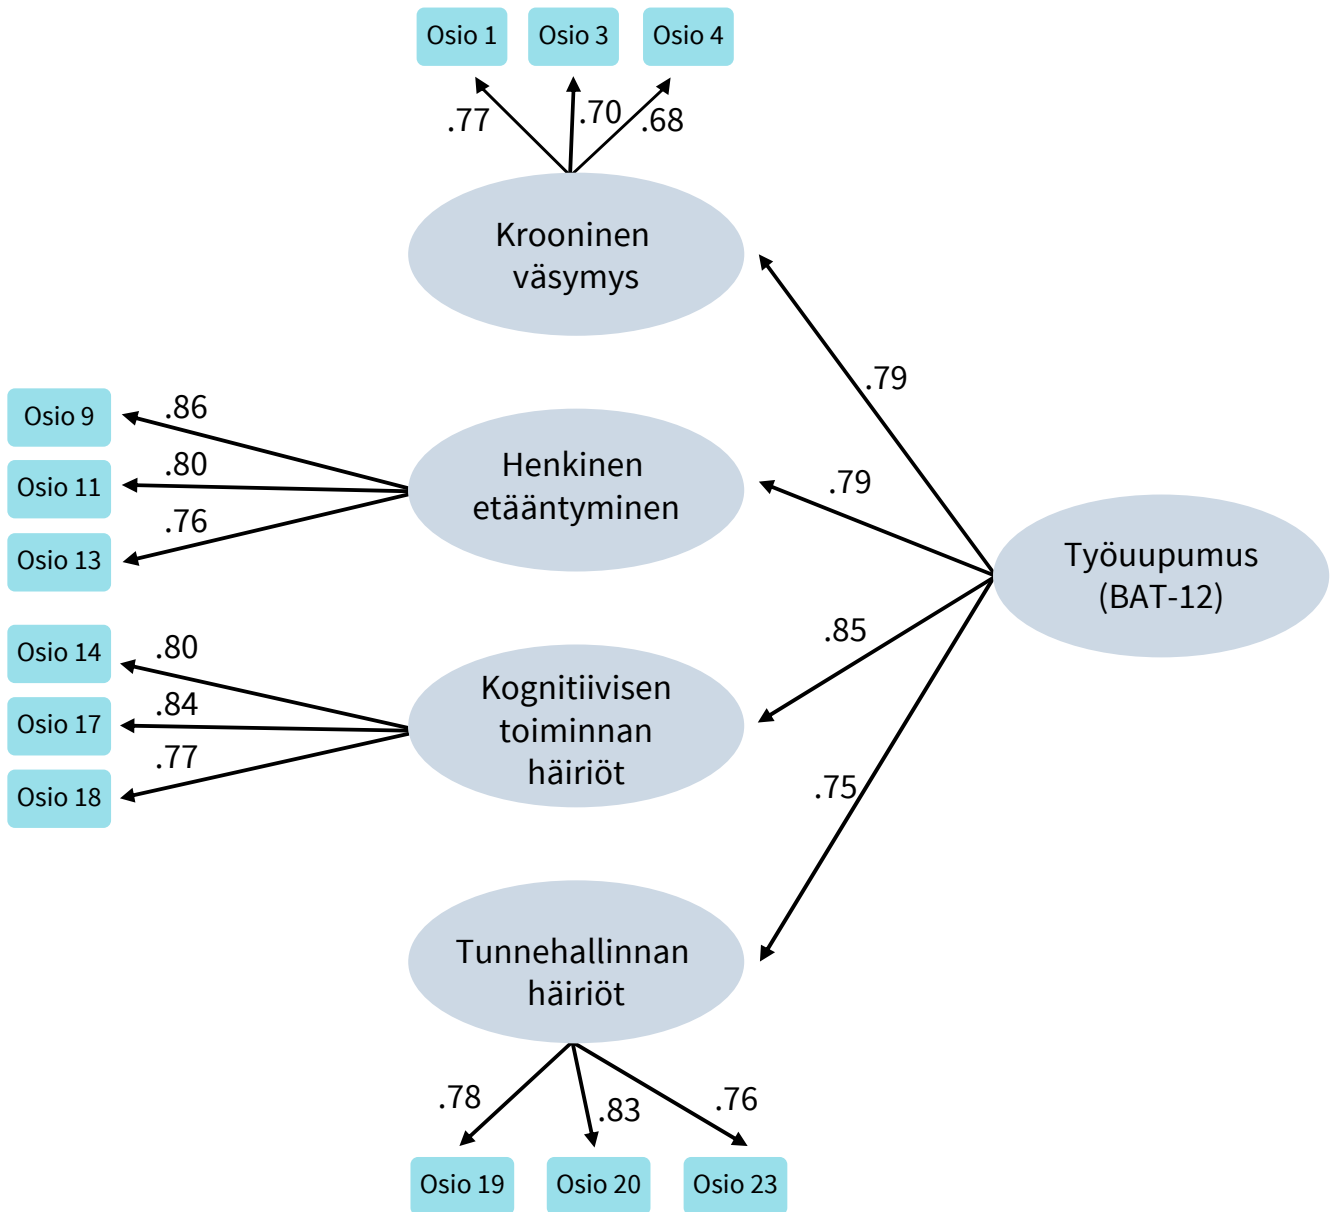 Osio 1
Osio 3
Osio 4
.77
.70
.68
Krooninen
väsymys
.79
Osio 9
Osio 11
Osio 13
.86
.80
.76
Henkinen
etääntyminen
.79
Työuupumus
(BAT-12)
Osio 14
Osio 17
Osio 18
.80
.84
.77
Kognitiivisen
toiminnan
häiriöt
.85
.75
Tunnehallinnan
häiriöt
.78
.83
.76
Osio 19
Osio 20
Osio 23